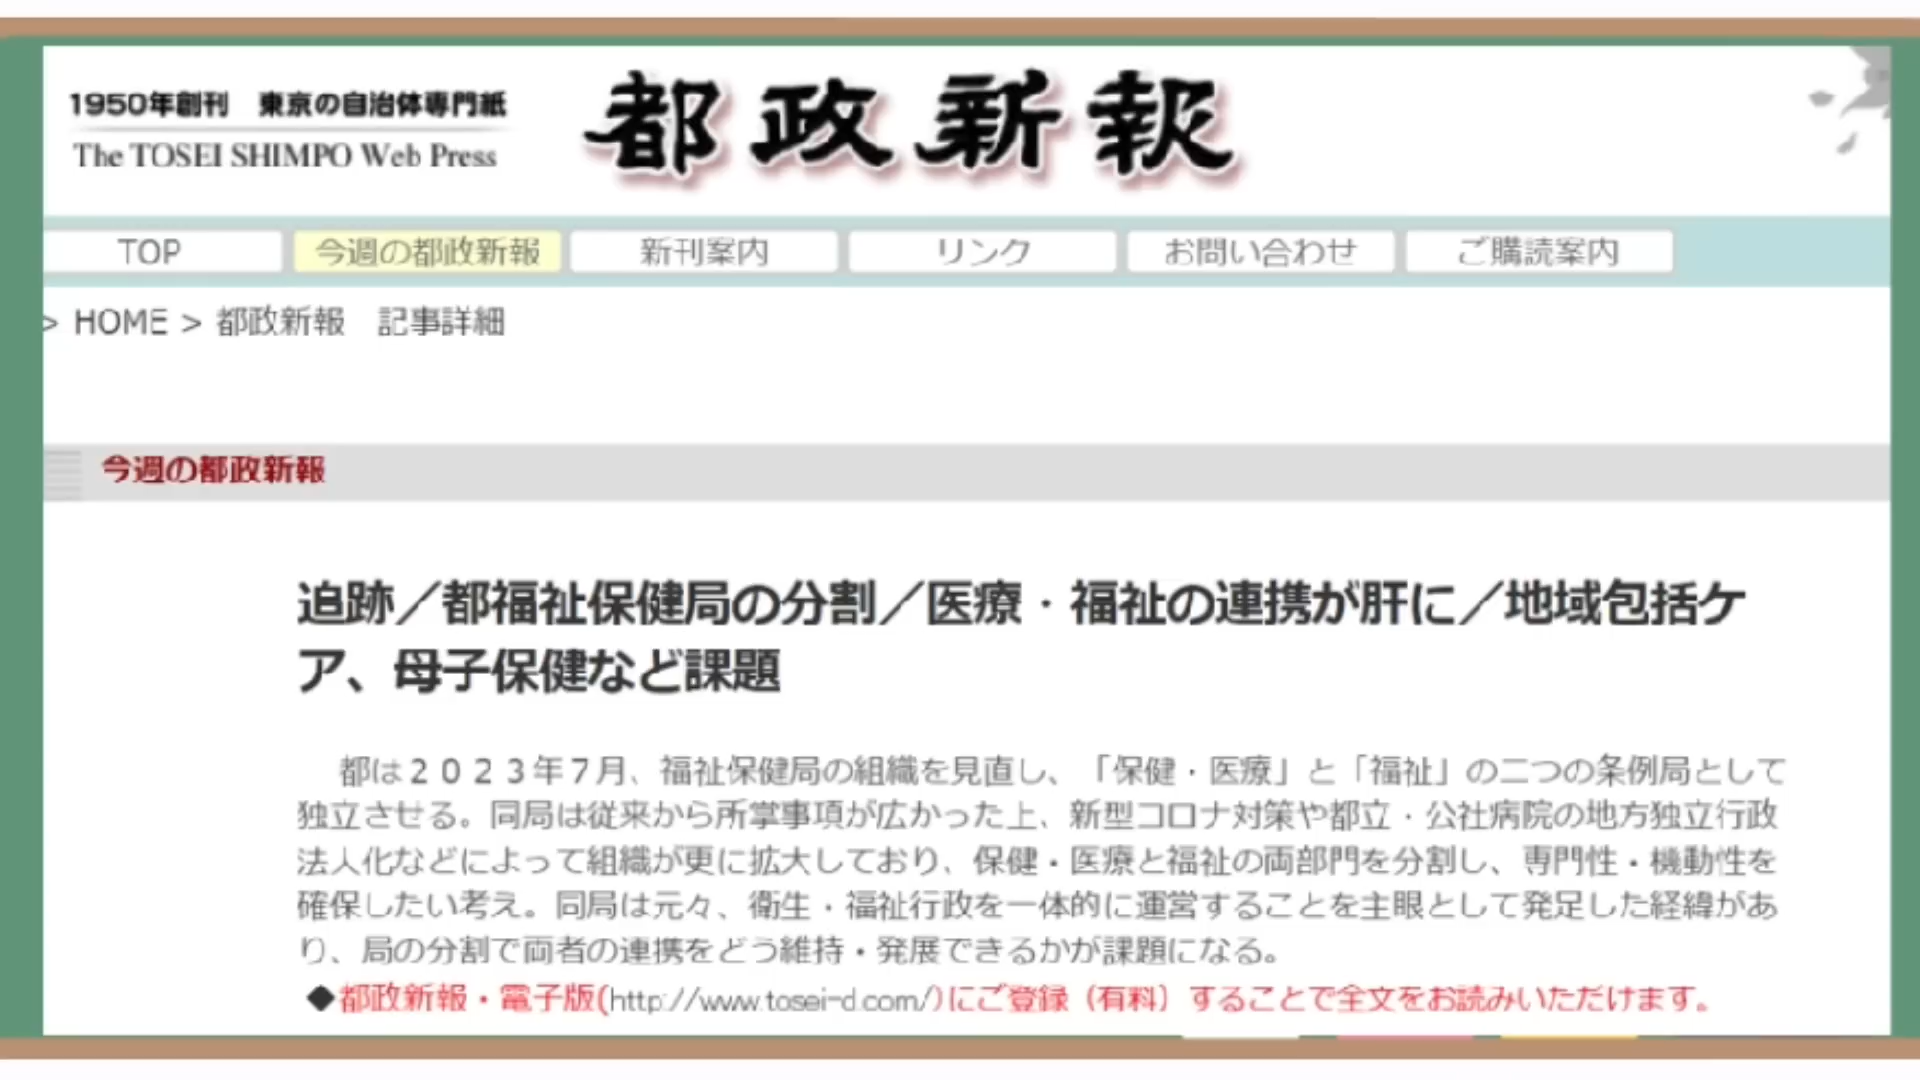 1950年創刊　東京の自治体専門紙
The TOSEI SHIMPO Web Press
都政新報
TOP
今週の都政新報
新刊案内
リンク
お問い合わせ
ご購読案内
> HOME > 都政新報　記事詳細
今週の都政新報
追跡／都福祉保健局の分割／医療・福祉の連携が肝に／地域包括ケ
ア、母子保健など課題
都は２０２３年７月、福祉保健局の組織を見直し、「保健・医療」と「福祉」の二つの条例局として
独立させる。同局は従来から所掌事項が広かった上、新型コロナ対策や都立・公社病院の地方独立行政
法人化などによって組織が更に拡大しており、保健・医療と福祉の両部門を分割し、専門性・機動性を
確保したい考え。同局は元々、衛生・福祉行政を一体的に運営することを主眼として発足した経緯があ
り、局の分割で両者の連携をどう維持・発展できるかが課題になる。
◆都政新報・電子版(http://www.tosei-d.com/)にご登録（有料）することで全文をお読みいただけます。